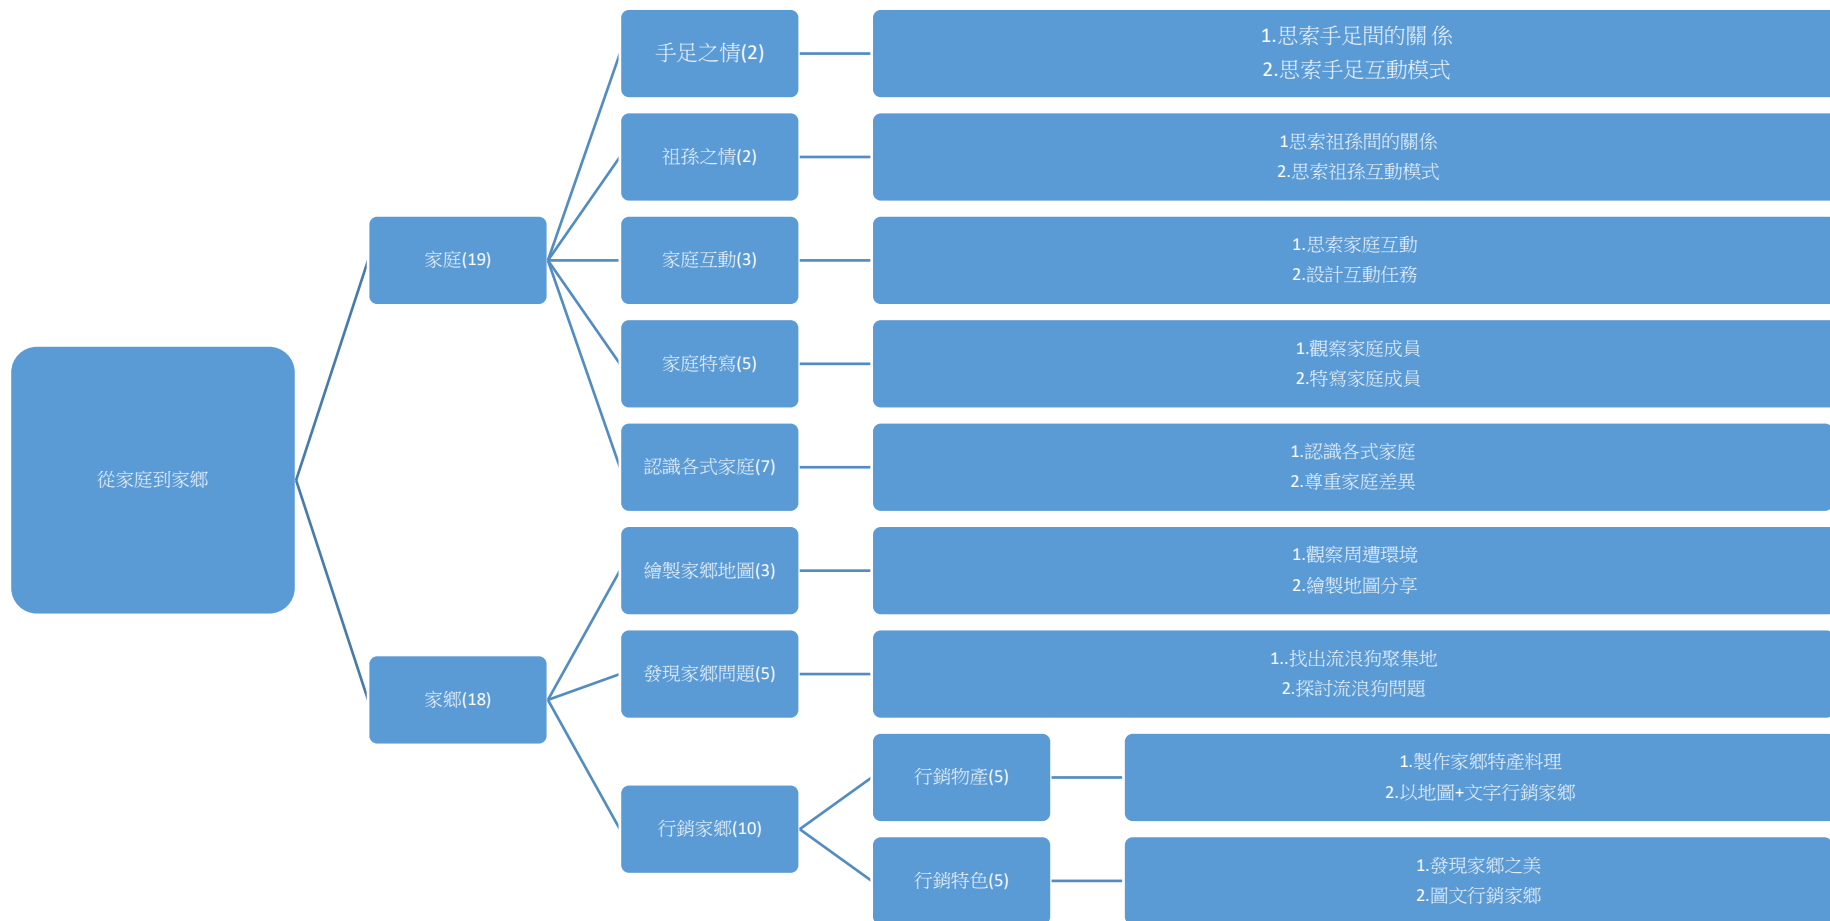 手足之情(2)
1.思索手足間的關 係
2.思索手足互動模式
祖孫之情(2)
1思索祖孫間的關係
2.思索祖孫互動模式
家庭(19)
家庭互動(3)
1.思索家庭互動
2.設計互動任務
家庭特寫(5)
1.觀察家庭成員
2.特寫家庭成員
從家庭到家鄉
認識各式家庭(7)
1.認識各式家庭
2.尊重家庭差異
繪製家鄉地圖(3)
1.觀察周遭環境
2.繪製地圖分享
家鄉(18)
發現家鄉問題(5)
1..找出流浪狗聚集地
2.探討流浪狗問題
行銷家鄉(10)
行銷物產(5)
1.製作家鄉特產料理
2.以地圖+文字行銷家鄉
行銷特色(5)
1.發現家鄉之美
2.圖文行銷家鄉